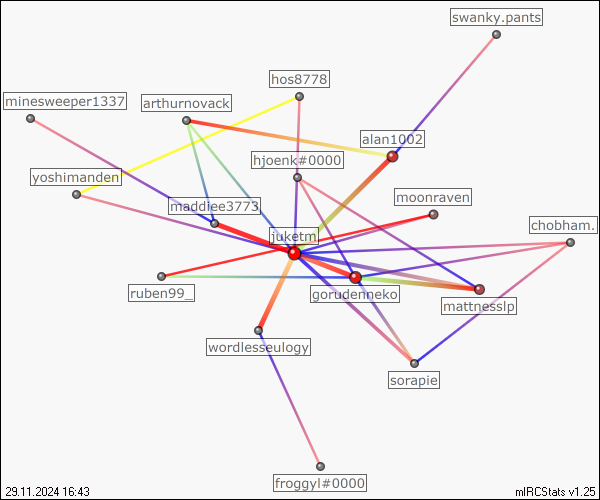 swanky.pants
hos8778
minesweeper1337
arthurnovack
alan1002
hjoenk#0000
yoshimanden
moonraven
maddiee3773
chobham.
juketm
ruben99_
gorudenneko
mattnesslp
wordlesseulogy
sorapie
froggyl#0000
29.11.2024 16:43
mIRCStats v1.25